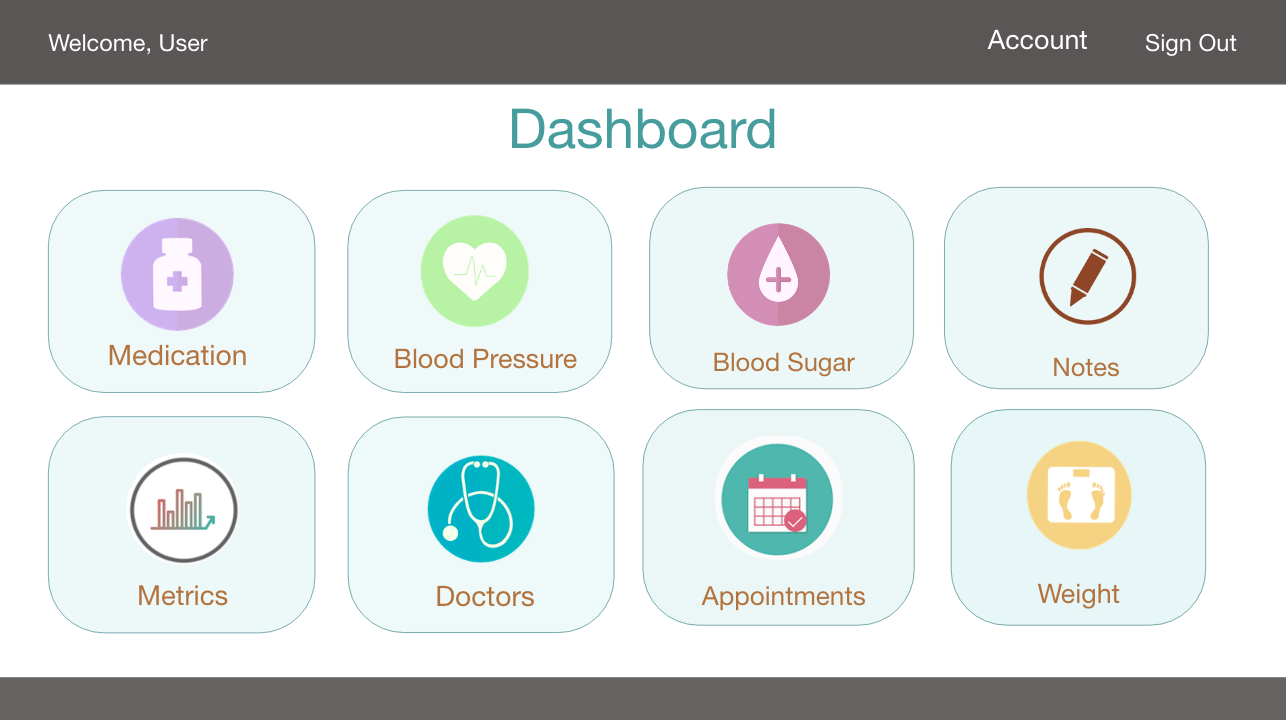 Welcome, User
Account
Sign Out
Dashboard
Medication
Blood Pressure
Blood Sugar
Notes
Metrics
Doctors
Appointments
Weight